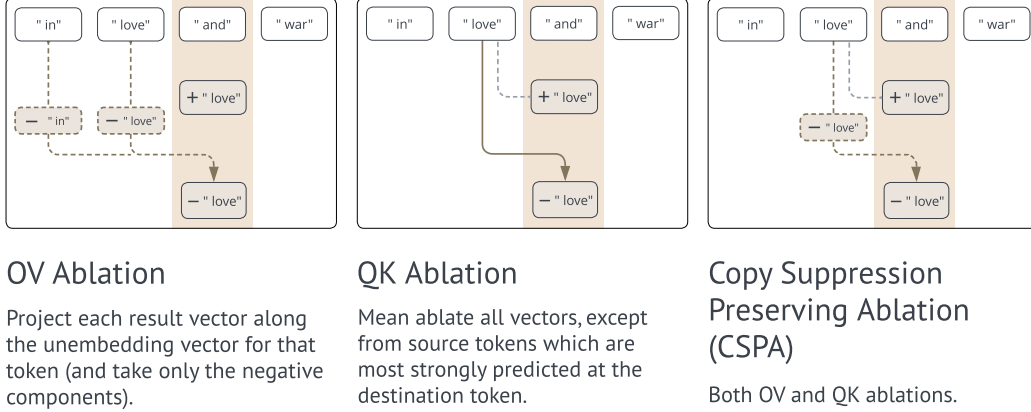 " in" " love" " and" " war"
+ " love"
− " in" − " love"
− " love"
OV Ablation
Project each result vector along
the unembedding vector for that
token (and take only the negative
components).
" in" " love" " and" " war"
+ " love"
− " love"
QK Ablation
Mean ablate all vectors, except
from source tokens which are
most strongly predicted at the
destination token.
" in" " love" " and" " war"
+ " love"
− " love"
− " love"
Copy Suppression
Preserving Ablation
(CSPA)
Both OV and QK ablations.